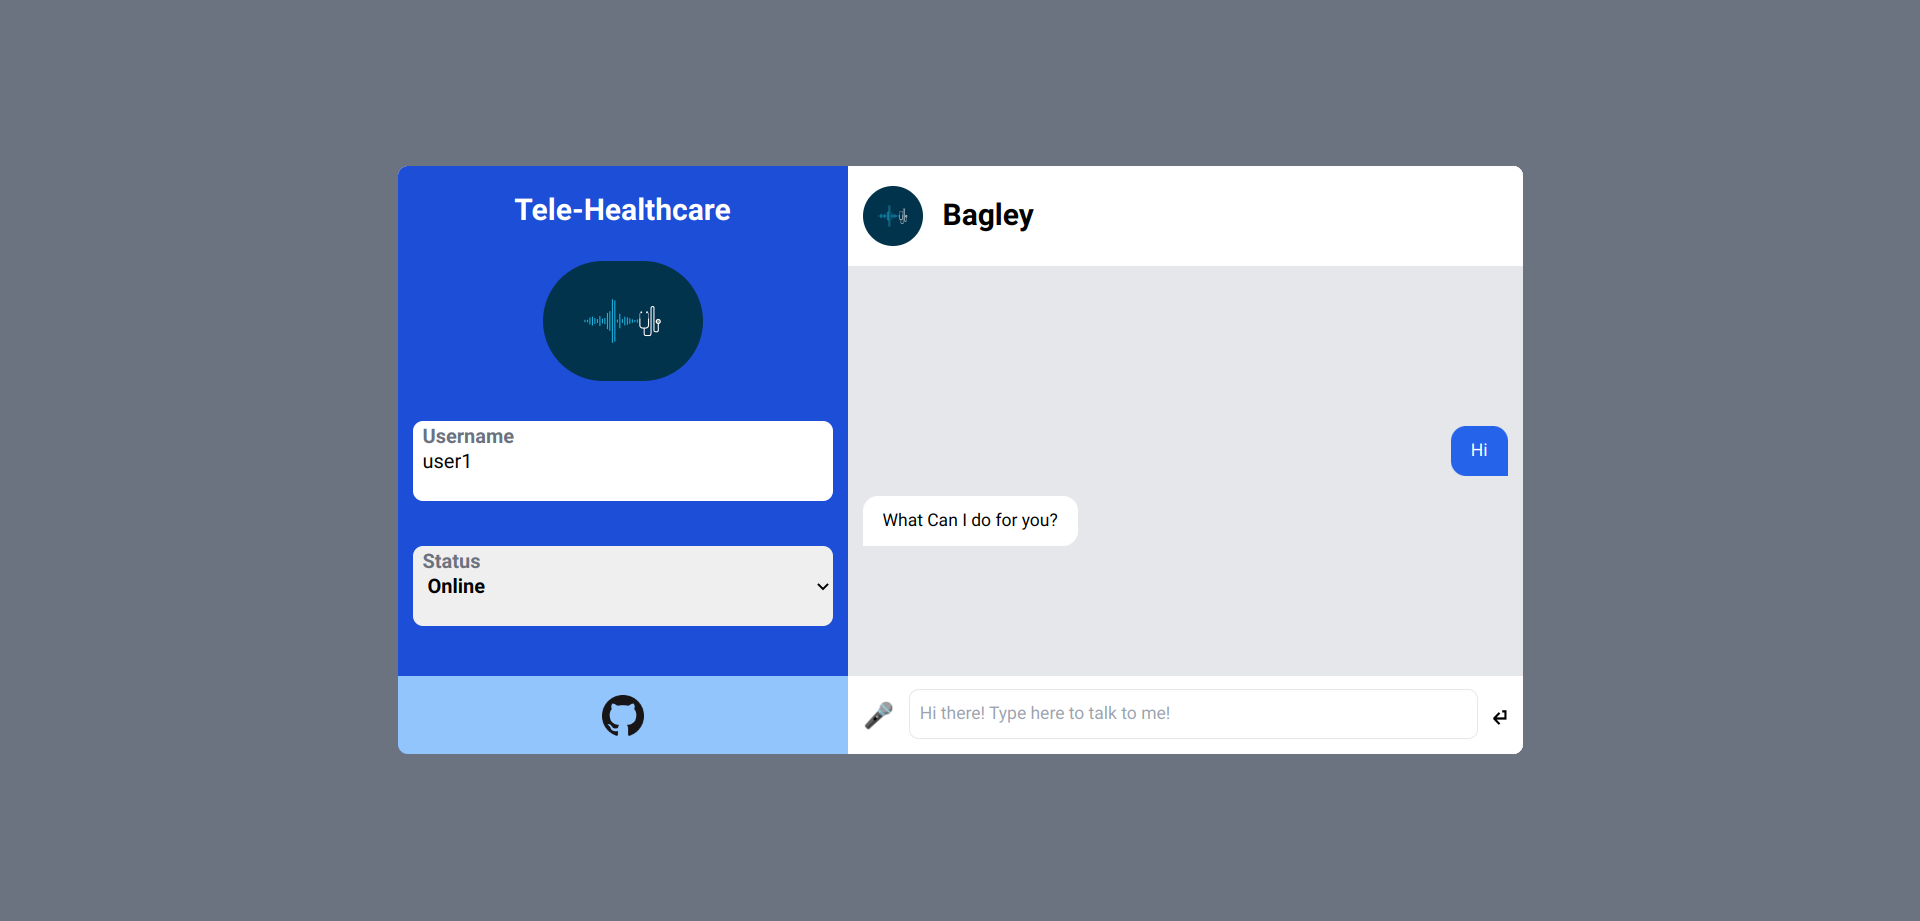 Tele-Healthcare
Username
user1
Status
Online
Bagley
Hi
What Can I do for you?
Hi there! Type here to talk to me!